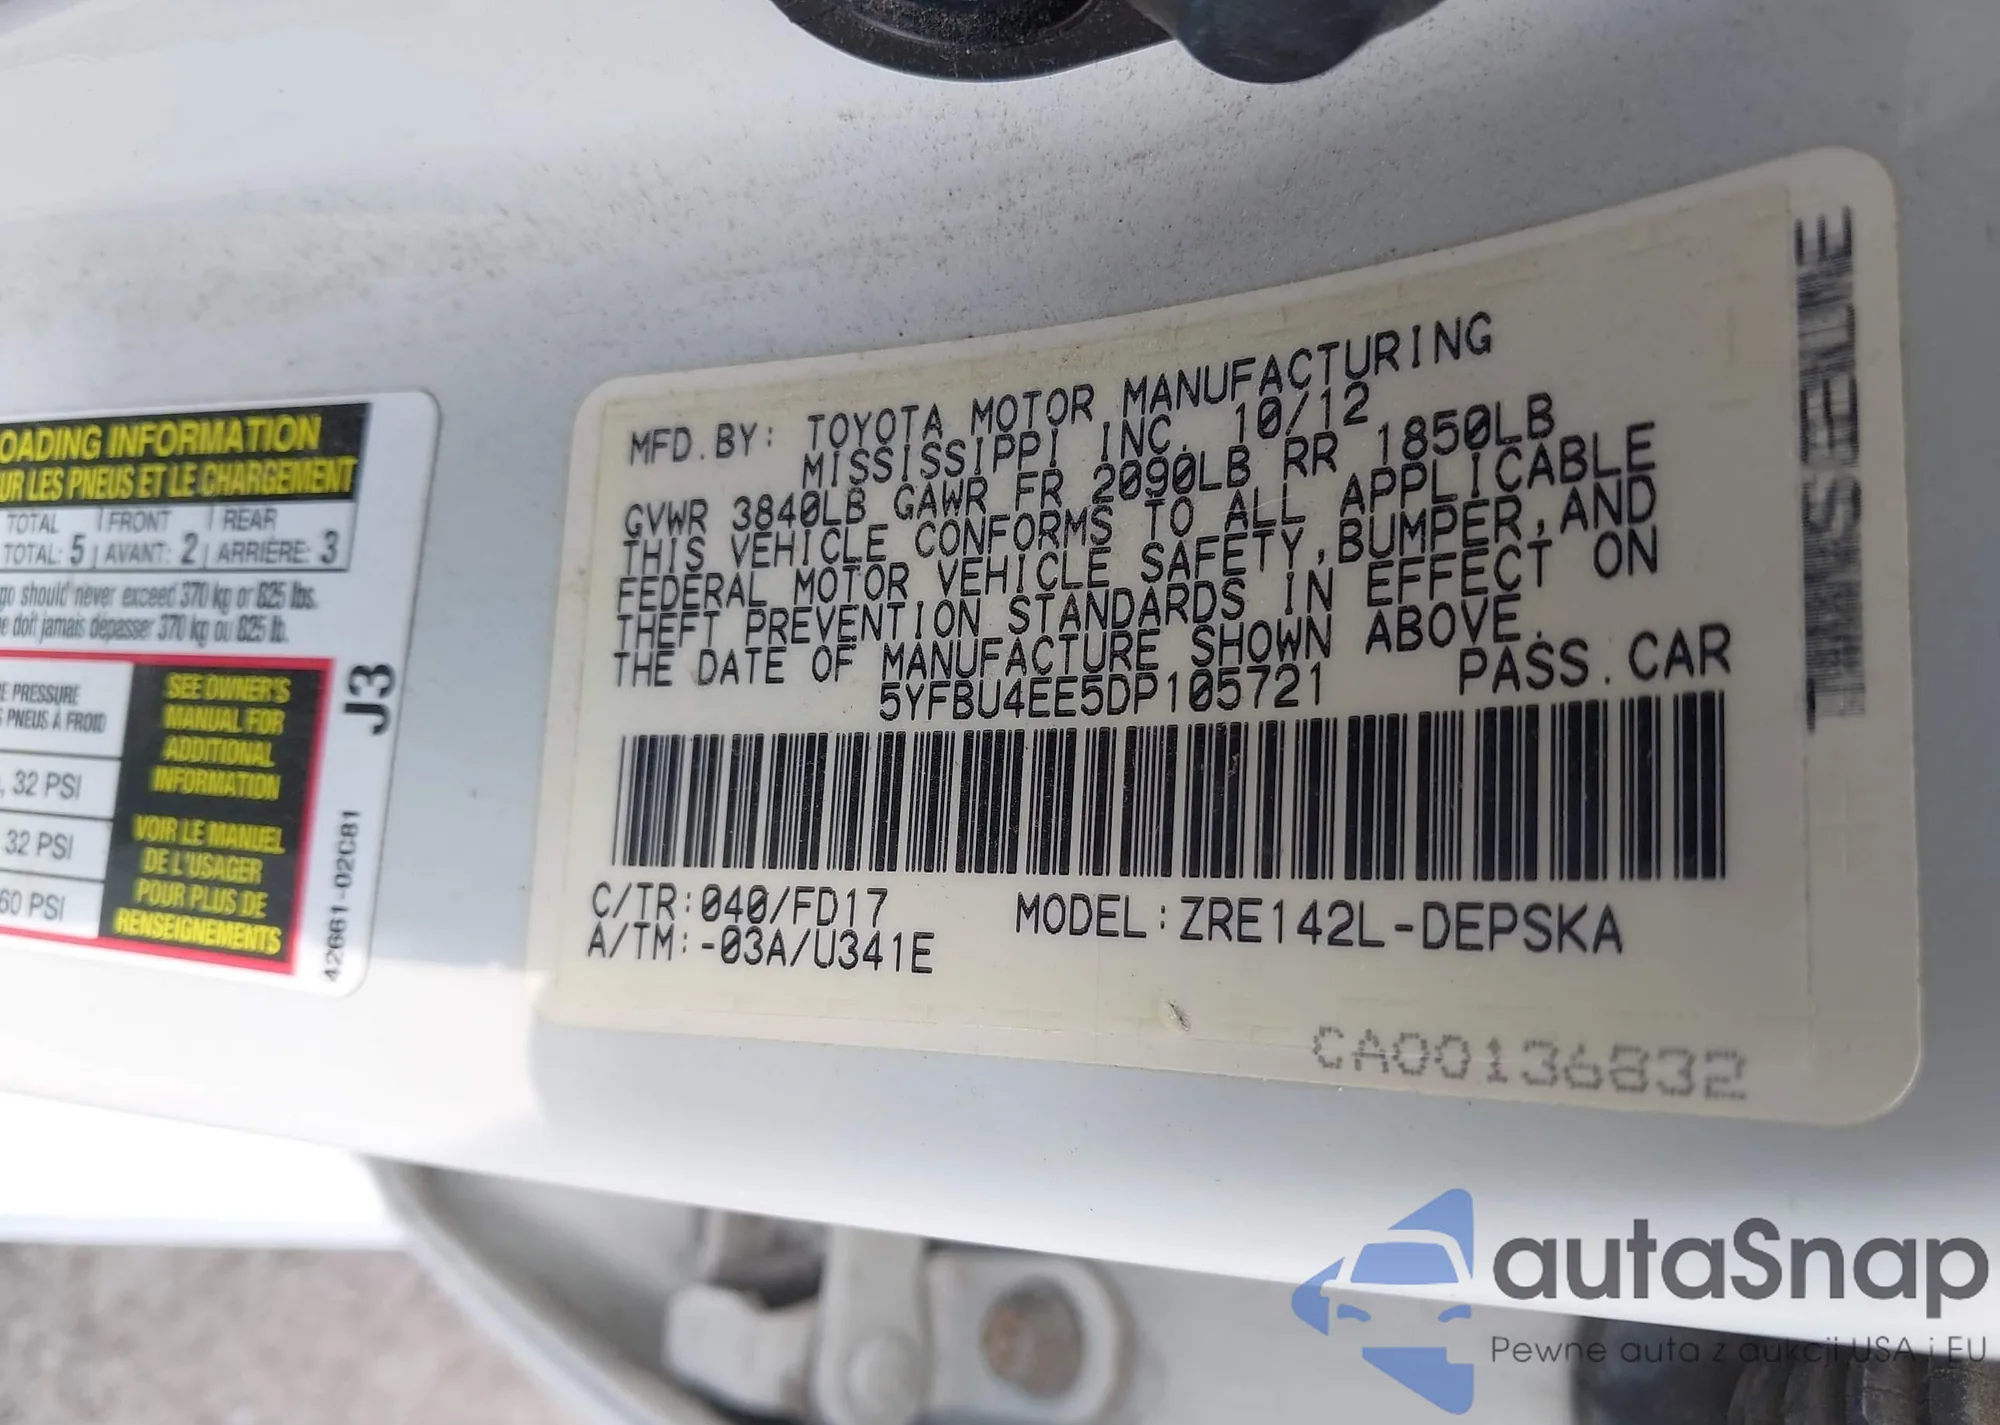 OADING INFORMATION
UR LES PNEUS ET LE CHARGEMENT
TOTAL FRONT REAR
TOTAL: 5 AVANT: 2 ARRIÈRE: 3
should never exceed 370 kg or 825 lbs.
doit jamais dépasser 370 kg ou 825 lb.
PRESSURE
PNEUS À FROID
32 PSI
32 PSI
60 PSI
SEE OWNER'S
MANUAL FOR
ADDITIONAL
INFORMATION
VOIR LE MANUEL
DE L'USAGER
POUR PLUS DE
RENSEIGNEMENTS
J3
42661-02C81
MFD.BY: TOYOTA MOTOR MANUFACTURING
MISSISSIPPI INC. 10/12
GVWR 3840LB GAWR FR 2090LB RR 1850LB
THIS VEHICLE CONFORMS TO ALL APPLICABLE
FEDERAL MOTOR VEHICLE SAFETY,BUMPER,AND
THEFT PREVENTION STANDARDS IN EFFECT ON
THE DATE OF MANUFACTURE SHOWN ABOVE.
5YFBU4EE5DP105721 PASS.CAR
C/TR:040/FD17 MODEL:ZRE142L-DEPSKA
A/TM:-03A/U341E
CA00136832
autaSnap
Pewne auta z aukcji USA i EU